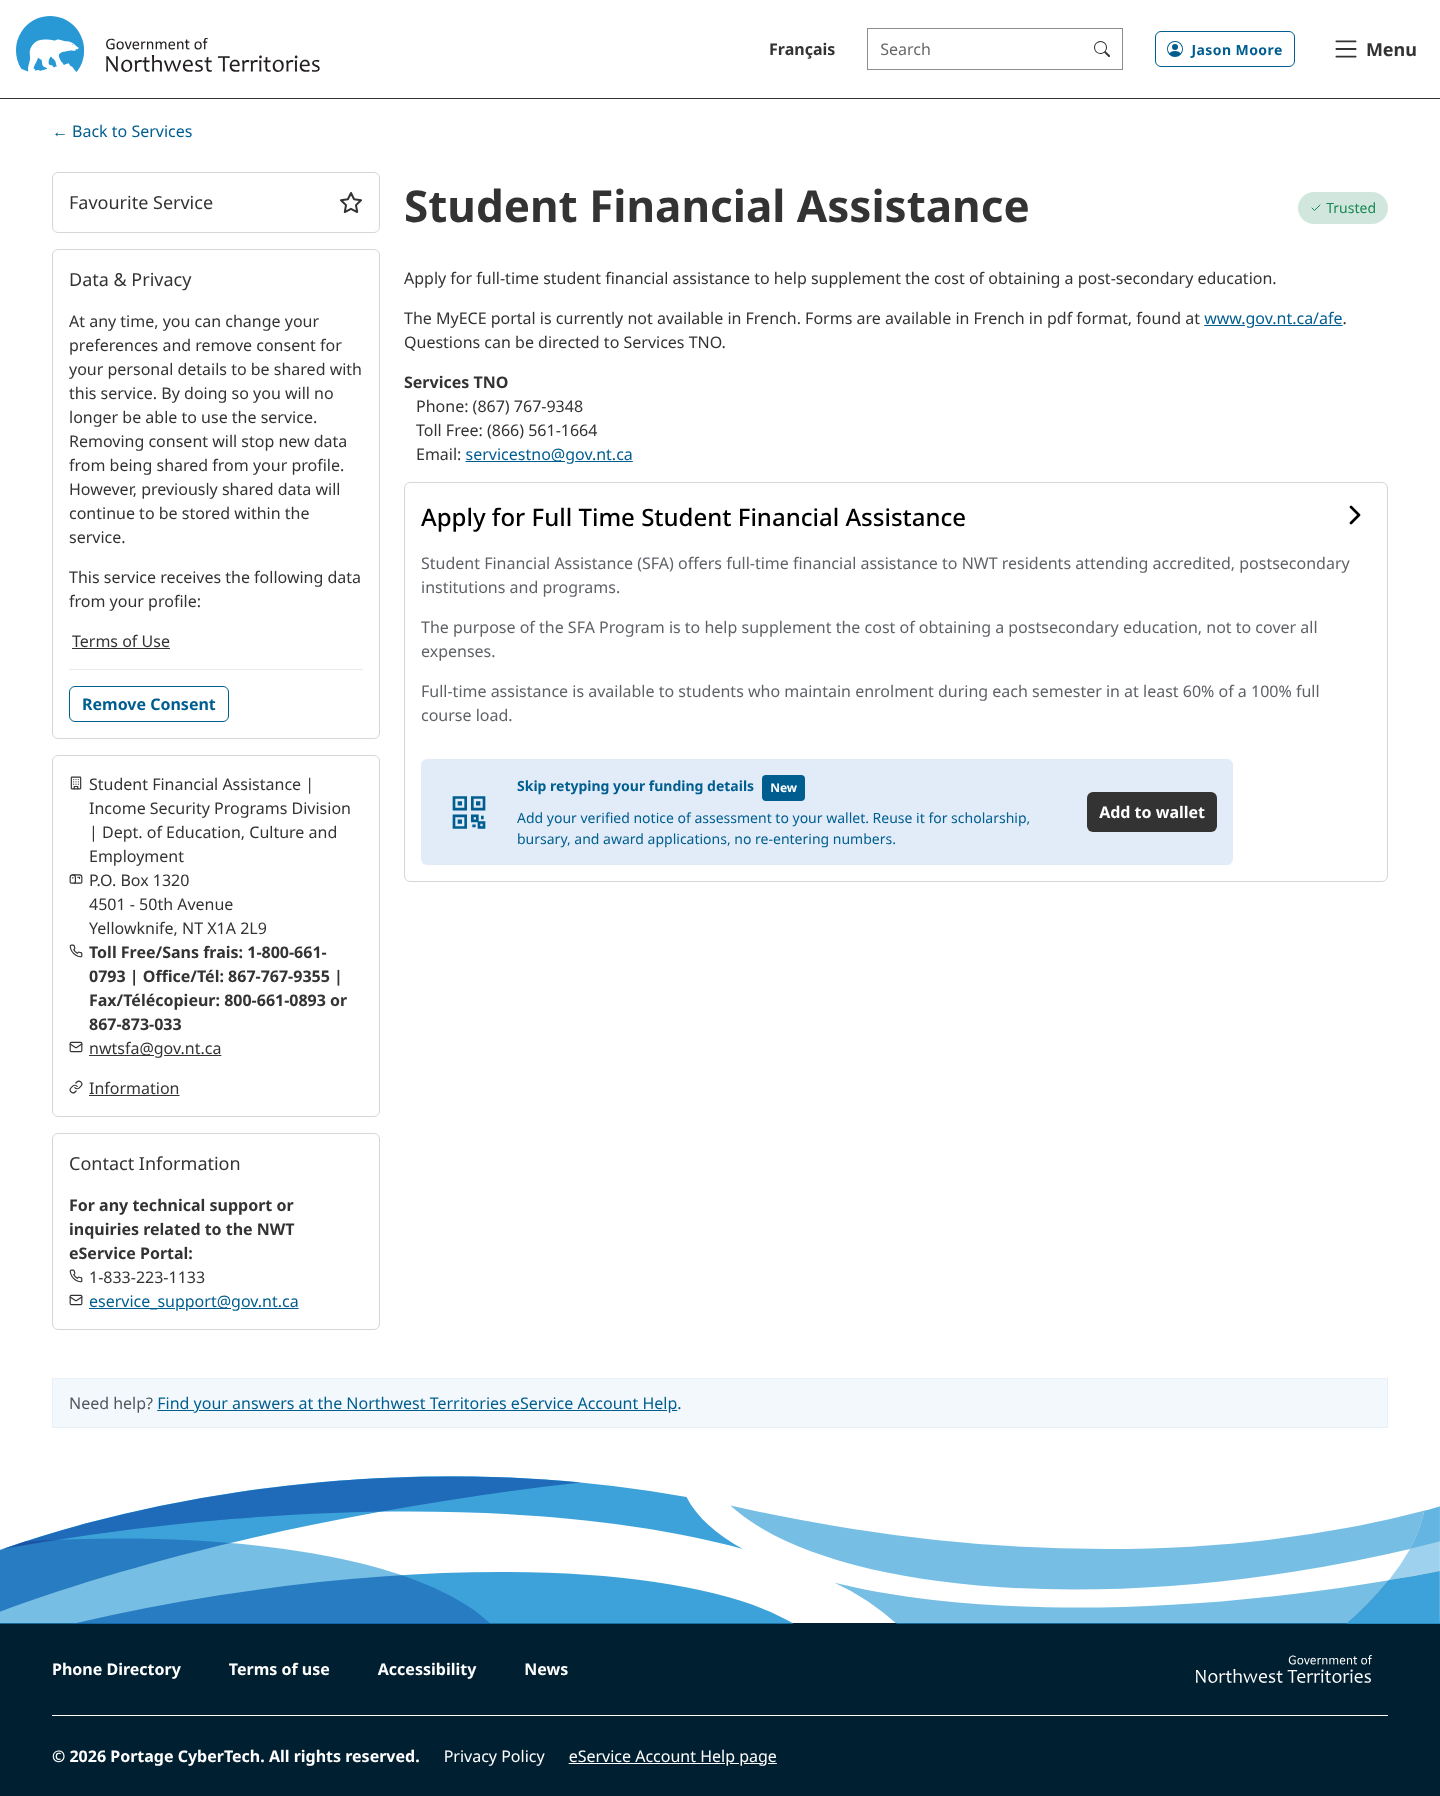 Government of
Northwest Territories
Français
Search
Jason Moore
Menu
← Back to Services
Favourite Service
Data & Privacy
At any time, you can change your
preferences and remove consent for
your personal details to be shared with
this service. By doing so you will no
longer be able to use the service.
Removing consent will stop new data
from being shared from your profile.
However, previously shared data will
continue to be stored within the
service.
This service receives the following data
from your profile:
Terms of Use
Remove Consent
Student Financial Assistance |
Income Security Programs Division
| Dept. of Education, Culture and
Employment
P.O. Box 1320
4501 - 50th Avenue
Yellowknife, NT X1A 2L9
Toll Free/Sans frais: 1-800-661-
0793 | Office/Tél: 867-767-9355 |
Fax/Télécopieur: 800-661-0893 or
867-873-033
nwtsfa@gov.nt.ca
Information
Contact Information
For any technical support or
inquiries related to the NWT
eService Portal:
1-833-223-1133
eservice_support@gov.nt.ca
Student Financial Assistance
Trusted
Apply for full-time student financial assistance to help supplement the cost of obtaining a post-secondary education.
The MyECE portal is currently not available in French. Forms are available in French in pdf format, found at www.gov.nt.ca/afe.
Questions can be directed to Services TNO.
Services TNO
Phone: (867) 767-9348
Toll Free: (866) 561-1664
Email: servicestno@gov.nt.ca
Apply for Full Time Student Financial Assistance
Student Financial Assistance (SFA) offers full-time financial assistance to NWT residents attending accredited, postsecondary
institutions and programs.
The purpose of the SFA Program is to help supplement the cost of obtaining a postsecondary education, not to cover all
expenses.
Full-time assistance is available to students who maintain enrolment during each semester in at least 60% of a 100% full
course load.
Skip retyping your funding details New
Add your verified notice of assessment to your wallet. Reuse it for scholarship,
bursary, and award applications, no re-entering numbers.
Add to wallet
Need help? Find your answers at the Northwest Territories eService Account Help.
Phone Directory
Terms of use
Accessibility
News
Government of
Northwest Territories
© 2026 Portage CyberTech. All rights reserved.
Privacy Policy
eService Account Help page